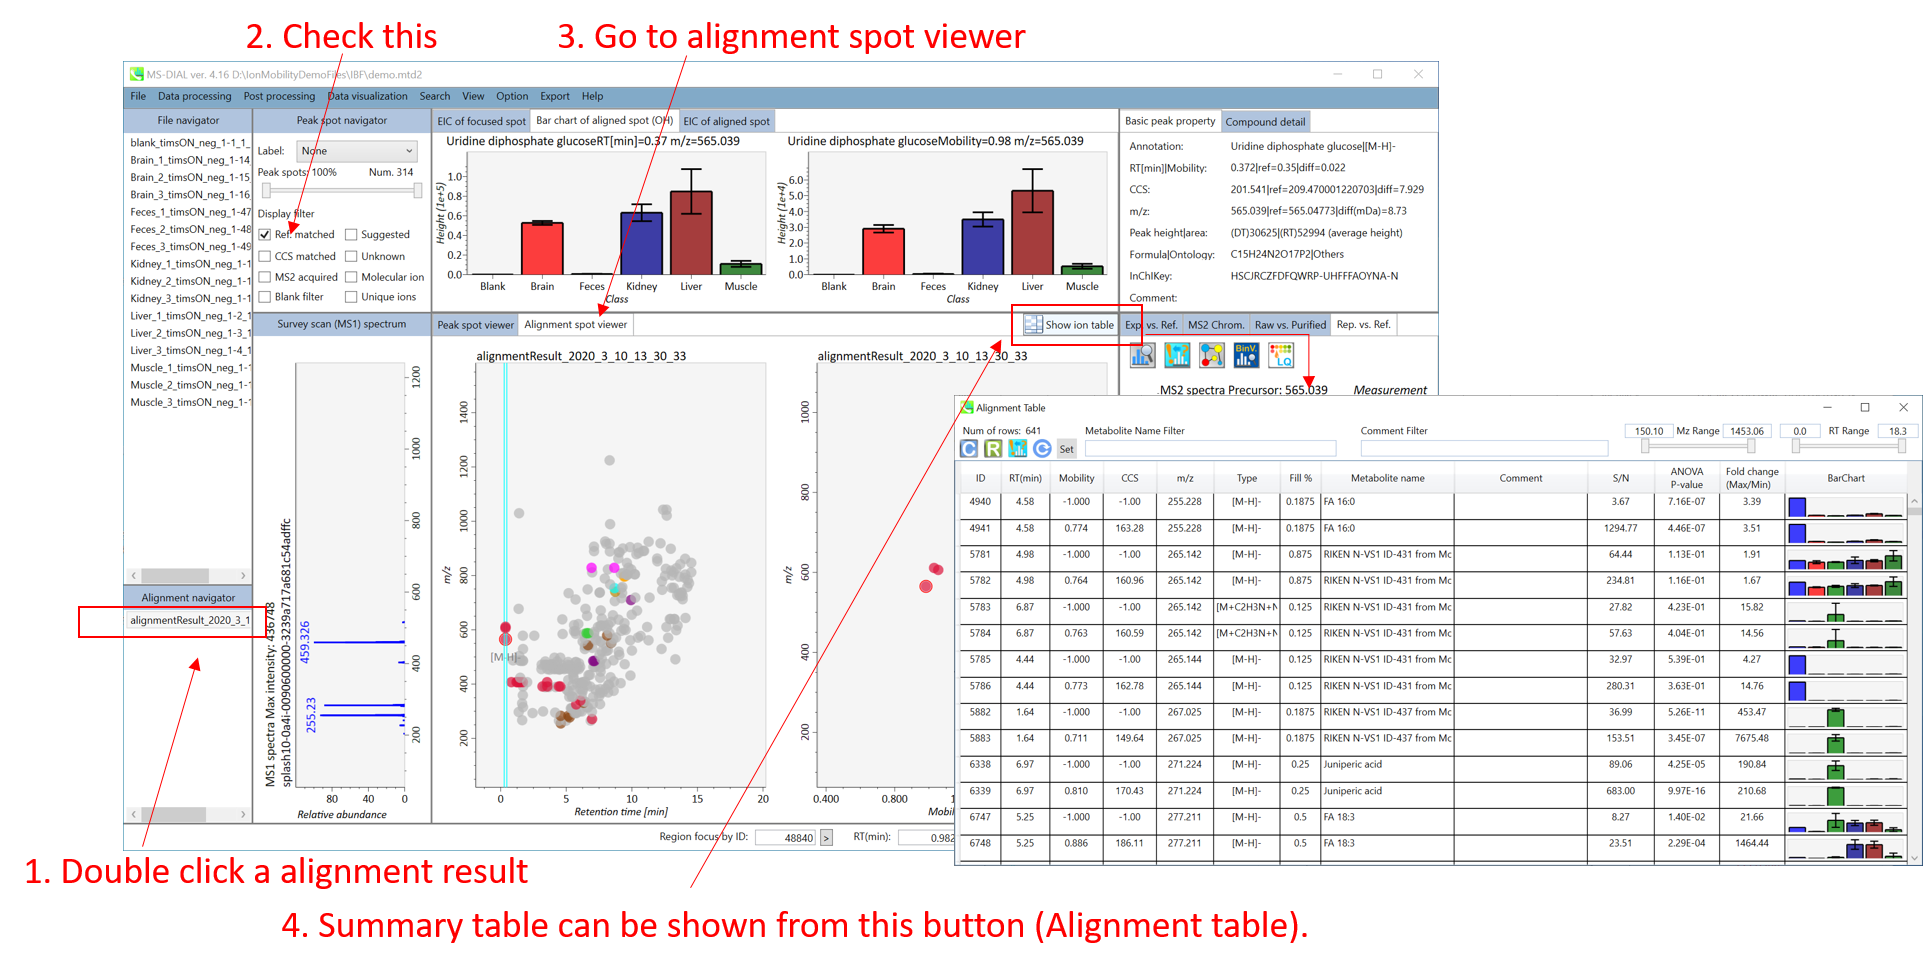 2. Check this
3. Go to alignment spot viewer
MS-DIAL ver. 4.16 D:\IonMobilityDemoFiles\IBF\demo.mtd2
File Data processing Post processing Data visualization Search View Option Export Help
File navigator
blank_timsON_neg_1-1_1_
Brain_1_timsON_neg_1-14
Brain_2_timsON_neg_1-15
Brain_3_timsON_neg_1-16
Feces_1_timsON_neg_1-47
Feces_2_timsON_neg_1-48
Feces_3_timsON_neg_1-49
Kidney_1_timsON_neg_1-1
Kidney_2_timsON_neg_1-1
Kidney_3_timsON_neg_1-1
Liver_1_timsON_neg_1-2_1
Liver_2_timsON_neg_1-3_1
Liver_3_timsON_neg_1-4_1
Muscle_1_timsON_neg_1-1
Muscle_2_timsON_neg_1-1
Muscle_3_timsON_neg_1-1
Alignment navigator
alignmentResult_2020_3_1
Peak spot navigator
Label: None
Peak spots: 100% Num. 314
Display filter
Ref. matched Suggested
CCS matched Unknown
MS2 acquired Molecular ion
Blank filter Unique ions
Survey scan (MS1) spectrum
MS1 spectra Max intensity: 436748
splash10-0a4i-0090600000-3239a717a681c54adffc
459.326
255.23
1200
1000
800
600
400
200
80 40 0
Relative abundance
EIC of focused spot Bar chart of aligned spot (OH) EIC of aligned spot
Uridine diphosphate glucoseRT[min]=0.37 m/z=565.039
Height (1e+5)
1.0
0.8
0.6
0.4
0.2
0.0
Blank Brain Feces Kidney Liver Muscle
Class
Uridine diphosphate glucoseMobility=0.98 m/z=565.039
Height (1e+4)
6.0
5.0
4.0
3.0
2.0
1.0
0.0
Blank Brain Feces Kidney Liver Muscle
Class
Basic peak property Compound detail
Annotation: Uridine diphosphate glucose|[M-H]-
RT[min]|Mobility: 0.372|ref=0.35|diff=0.022
CCS: 201.541|ref=209.470001220703|diff=7.929
m/z: 565.039|ref=565.04773|diff(mDa)=8.73
Peak height|area: (DT)30625|(RT)52994 (average height)
Formula|Ontology: C15H24N2O17P2|Others
InChIKey: HSCJRCZFDFQWRP-UHFFFAOYNA-N
Comment:
Peak spot viewer Alignment spot viewer Show ion table
alignmentResult_2020_3_10_13_30_33
m/z
1400
1200
1000
800
600
400
200
[M-H]-
0 5 10 15 20
Retention time [min]
alignmentResult_2020_3_10_13_30_33
m/z
1000
800
600
400
200
0.400 0.800 1
Mobil
Exp. vs. Ref. MS2 Chrom. Raw vs. Purified Rep. vs. Ref.
BinV.
LQ
MS2 spectra Precursor: 565.039 Measurement
Region focus by ID: 48840 > RT(min): 0.982
Alignment Table
Num of rows: 641 Metabolite Name Filter Comment Filter 150.10 Mz Range 1453.06 0.0 RT Range 18.3
C R Set
ID RT(min) Mobility CCS m/z Type Fill % Metabolite name Comment S/N ANOVA P-value Fold change (Max/Min) BarChart
4940 4.58 -1.000 -1.00 255.228 [M-H]- 0.1875 FA 16:0 3.67 7.16E-07 3.39
4941 4.58 0.774 163.28 255.228 [M-H]- 0.1875 FA 16:0 1294.77 4.46E-07 3.51
5781 4.98 -1.000 -1.00 265.142 [M-H]- 0.875 RIKEN N-VS1 ID-431 from Mc 64.44 1.13E-01 1.91
5782 4.98 0.764 160.96 265.142 [M-H]- 0.875 RIKEN N-VS1 ID-431 from Mc 234.81 1.16E-01 1.67
5783 6.87 -1.000 -1.00 265.142 [M+C2H3N+N 0.125 RIKEN N-VS1 ID-431 from Mc 27.82 4.23E-01 15.82
5784 6.87 0.763 160.59 265.142 [M+C2H3N+N 0.125 RIKEN N-VS1 ID-431 from Mc 57.63 4.04E-01 14.56
5785 4.44 -1.000 -1.00 265.144 [M-H]- 0.125 RIKEN N-VS1 ID-431 from Mc 32.97 5.39E-01 4.27
5786 4.44 0.773 162.78 265.144 [M-H]- 0.125 RIKEN N-VS1 ID-431 from Mc 280.31 3.63E-01 14.76
5882 1.64 -1.000 -1.00 267.025 [M-H]- 0.1875 RIKEN N-VS1 ID-437 from Mc 36.99 5.26E-11 453.47
5883 1.64 0.711 149.64 267.025 [M-H]- 0.1875 RIKEN N-VS1 ID-437 from Mc 153.51 3.45E-07 7675.48
6338 6.97 -1.000 -1.00 271.224 [M-H]- 0.25 Juniperic acid 89.06 4.25E-05 190.84
6339 6.97 0.810 170.43 271.224 [M-H]- 0.25 Juniperic acid 683.00 9.97E-16 210.68
6747 5.25 -1.000 -1.00 277.211 [M-H]- 0.5 FA 18:3 8.27 1.40E-02 21.66
6748 5.25 0.886 186.11 277.211 [M-H]- 0.5 FA 18:3 23.51 2.29E-04 1464.44
1. Double click a alignment result
4. Summary table can be shown from this button (Alignment table).